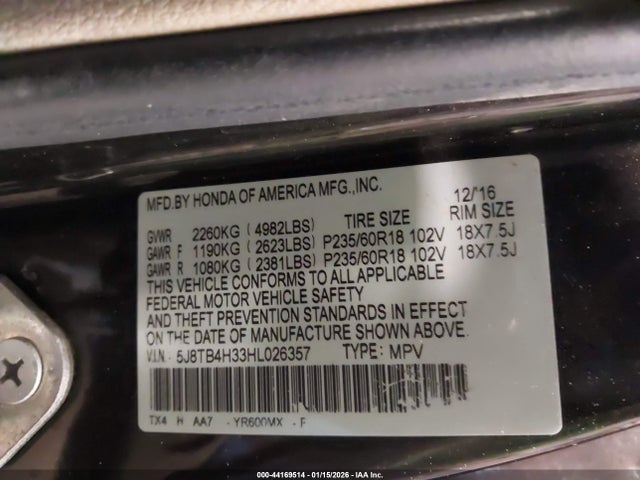 MFD.BY HONDA OF AMERICA MFG.,INC. 12/16
GVWR 2260KG (4982LBS) TIRE SIZE RIM SIZE
GAWR F 1190KG (2623LBS) P235/60R18 102V 18X7.5J
GAWR R 1080KG (2381LBS) P235/60R18 102V 18X7.5J
THIS VEHICLE CONFORMS TO ALL APPLICABLE
FEDERAL MOTOR VEHICLE SAFETY
AND THEFT PREVENTION STANDARDS IN EFFECT
ON THE DATE OF MANUFACTURE SHOWN ABOVE.
V.I.N.: 5J8TB4H33HL026357 TYPE: MPV
TX4 H AA7 - YR600MX - F
000-44169514 | 01/15/2026 | IAA Inc.